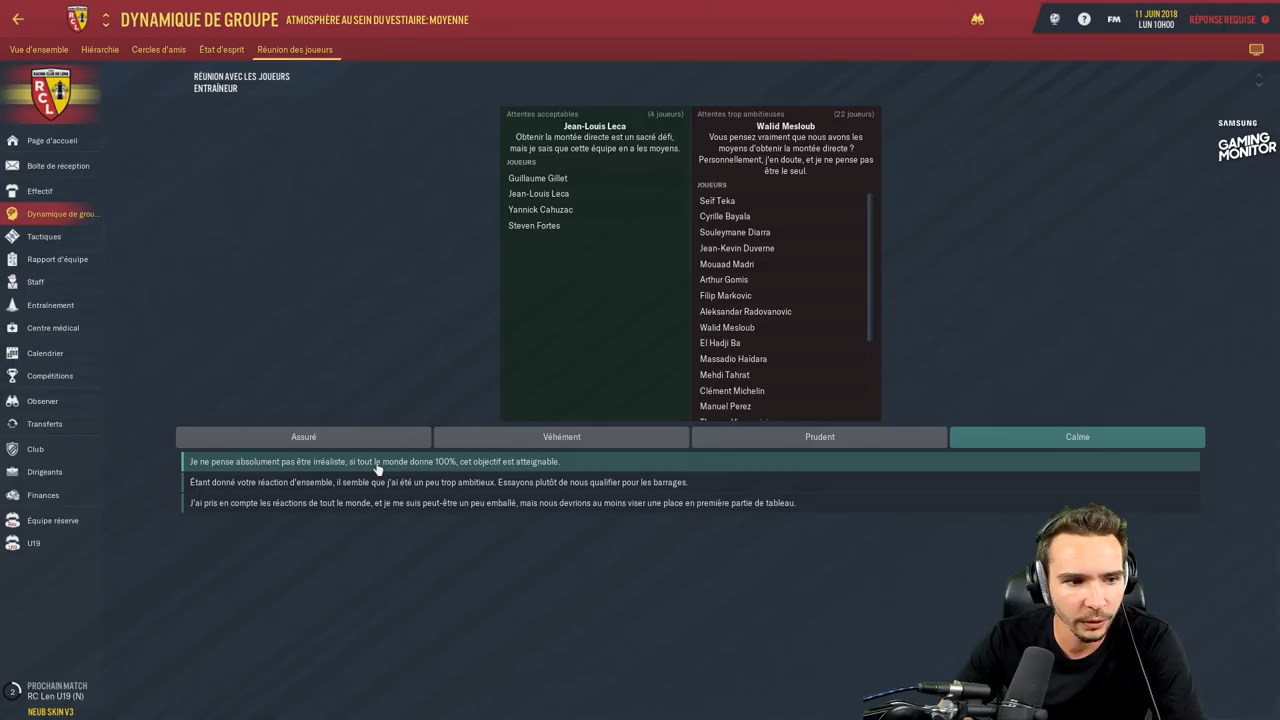 DYNAMIQUE DE GROUPE ATMOSPHÈRE AU SEIN DU VESTIAIRE: MOYENNE
FM
11 JUIN 2018
LUN 10H00
RÉPONSE REQUISE
Vue d'ensemble Hiérarchie Cercles d'amis État d'esprit Réunion des joueurs
RACING CLUB DE LENS
RCL
RÉUNION AVEC LES JOUEURS
ENTRAÎNEUR
Page d'accueil
Boîte de réception
Effectif
Dynamique de grou...
Tactiques
Rapport d'équipe
Staff
Entraînement
Centre médical
Calendrier
Compétitions
Observer
Transferts
Club
Dirigeants
Finances
Équipe réserve
U19
Attentes acceptables (4 joueurs)
Jean-Louis Leca
Obtenir la montée directe est un sacré défi,
mais je sais que cette équipe en a les moyens.
JOUEURS
Guillaume Gillet
Jean-Louis Leca
Yannick Cahuzac
Steven Fortes
Attentes trop ambitieuses (22 joueurs)
Walid Mesloub
Vous pensez vraiment que nous avons les
moyens d'obtenir la montée directe ?
Personnellement, j'en doute, et je ne pense pas
être le seul.
JOUEURS
Seïf Teka
Cyrille Bayala
Souleymane Diarra
Jean-Kevin Duverne
Mouaad Madri
Arthur Gomis
Filip Markovic
Aleksandar Radovanovic
Walid Mesloub
El Hadji Ba
Massadio Haïdara
Mehdi Tahrat
Clément Michelin
Manuel Perez
SAMSUNG
GAMING
MONITOR
Assuré Véhément Prudent Calme
Je ne pense absolument pas être irréaliste, si tout le monde donne 100%, cet objectif est atteignable.
Étant donné votre réaction d'ensemble, il semble que j'ai été un peu trop ambitieux. Essayons plutôt de nous qualifier pour les barrages.
J'ai pris en compte les réactions de tout le monde, et je me suis peut-être un peu emballé, mais nous devrions au moins viser une place en première partie de tableau.
2
PROCHAIN MATCH
RC Len U19 (N)
NEUB SKIN V3